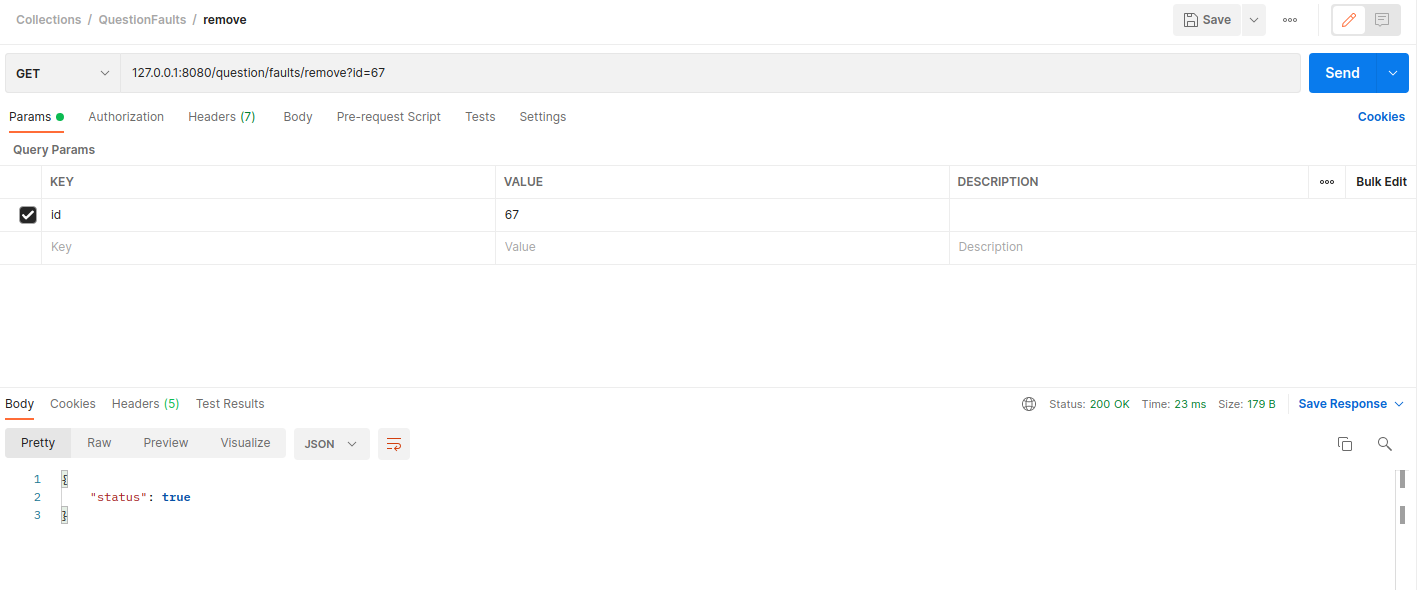 Collections / QuestionFaults / remove Save
GET 127.0.0.1:8080/question/faults/remove?id=67 Send
Params Authorization Headers (7) Body Pre-request Script Tests Settings Cookies
Query Params
KEY VALUE DESCRIPTION Bulk Edit
id 67
Key Value Description
Body Cookies Headers (5) Test Results Status: 200 OK Time: 23 ms Size: 179 B Save Response
Pretty Raw Preview Visualize JSON
1 {
2 "status": true
3 }